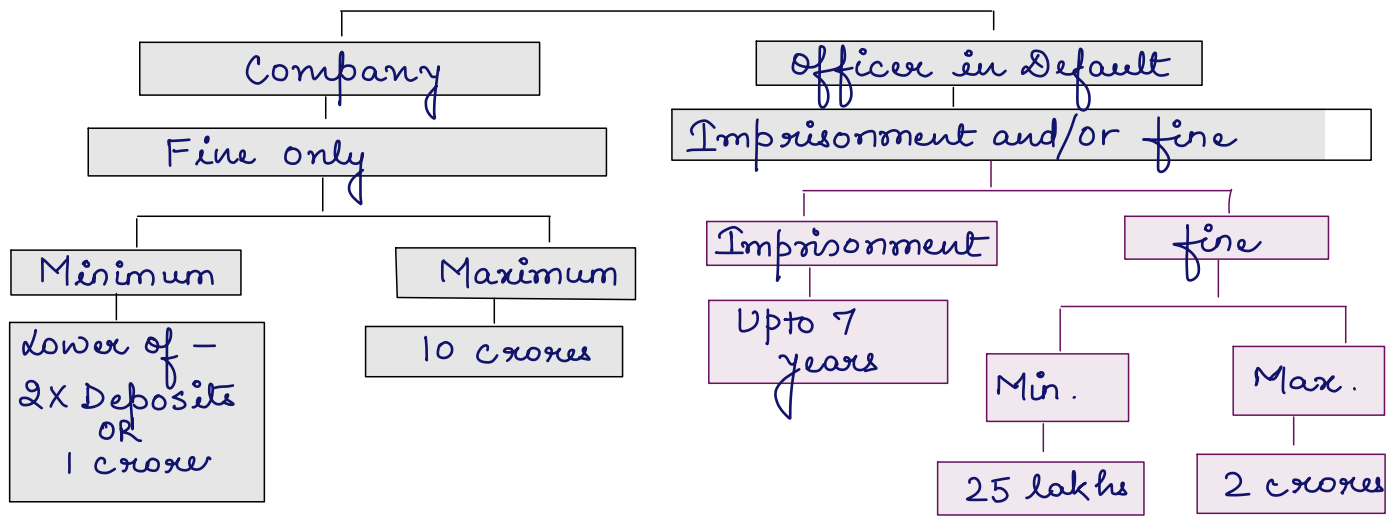 Company
Officer in Default
Fine only
Imprisonment and/or fine
Minimum
Maximum
Imprisonment
fine
Lower of -
2X Deposits
OR
1 crore
10 crores
Upto 7
years
Min.
Max.
25 lakhs
2 crores